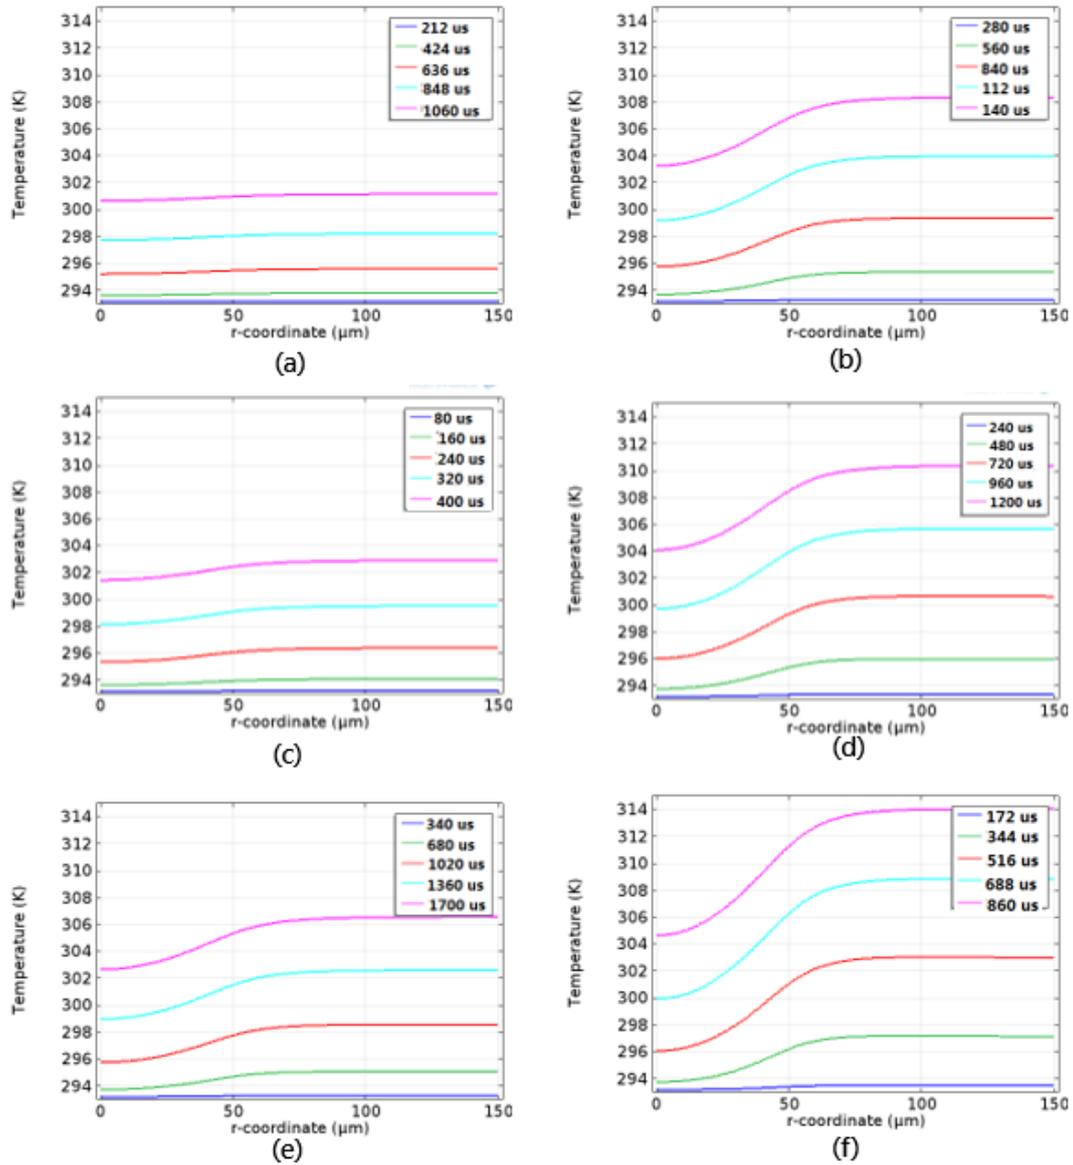 314
312
310
308
306
304
302
300
298
296
294
Temperature (K)
212 us
424 us
636 us
848 us
1060 us
0
50
100
150
r-coordinate (μm)
(a)
314
312
310
308
306
304
302
300
298
296
294
Temperature (K)
280 us
560 us
840 us
112 us
140 us
0
50
100
150
r-coordinate (μm)
(b)
314
312
310
308
306
304
302
300
298
296
294
Temperature (K)
80 us
160 us
240 us
320 us
400 us
0
50
100
150
r-coordinate (μm)
(c)
314
312
310
308
306
304
302
300
298
296
294
Temperature (K)
240 us
480 us
720 us
960 us
1200 us
0
50
100
150
r-coordinate (μm)
(d)
314
312
310
308
306
304
302
300
298
296
294
Temperature (K)
340 us
680 us
1020 us
1360 us
1700 us
0
50
100
150
r-coordinate (μm)
(e)
314
312
310
308
306
304
302
300
298
296
294
Temperature (K)
172 us
344 us
516 us
688 us
860 us
0
50
100
150
r-coordinate (μm)
(f)